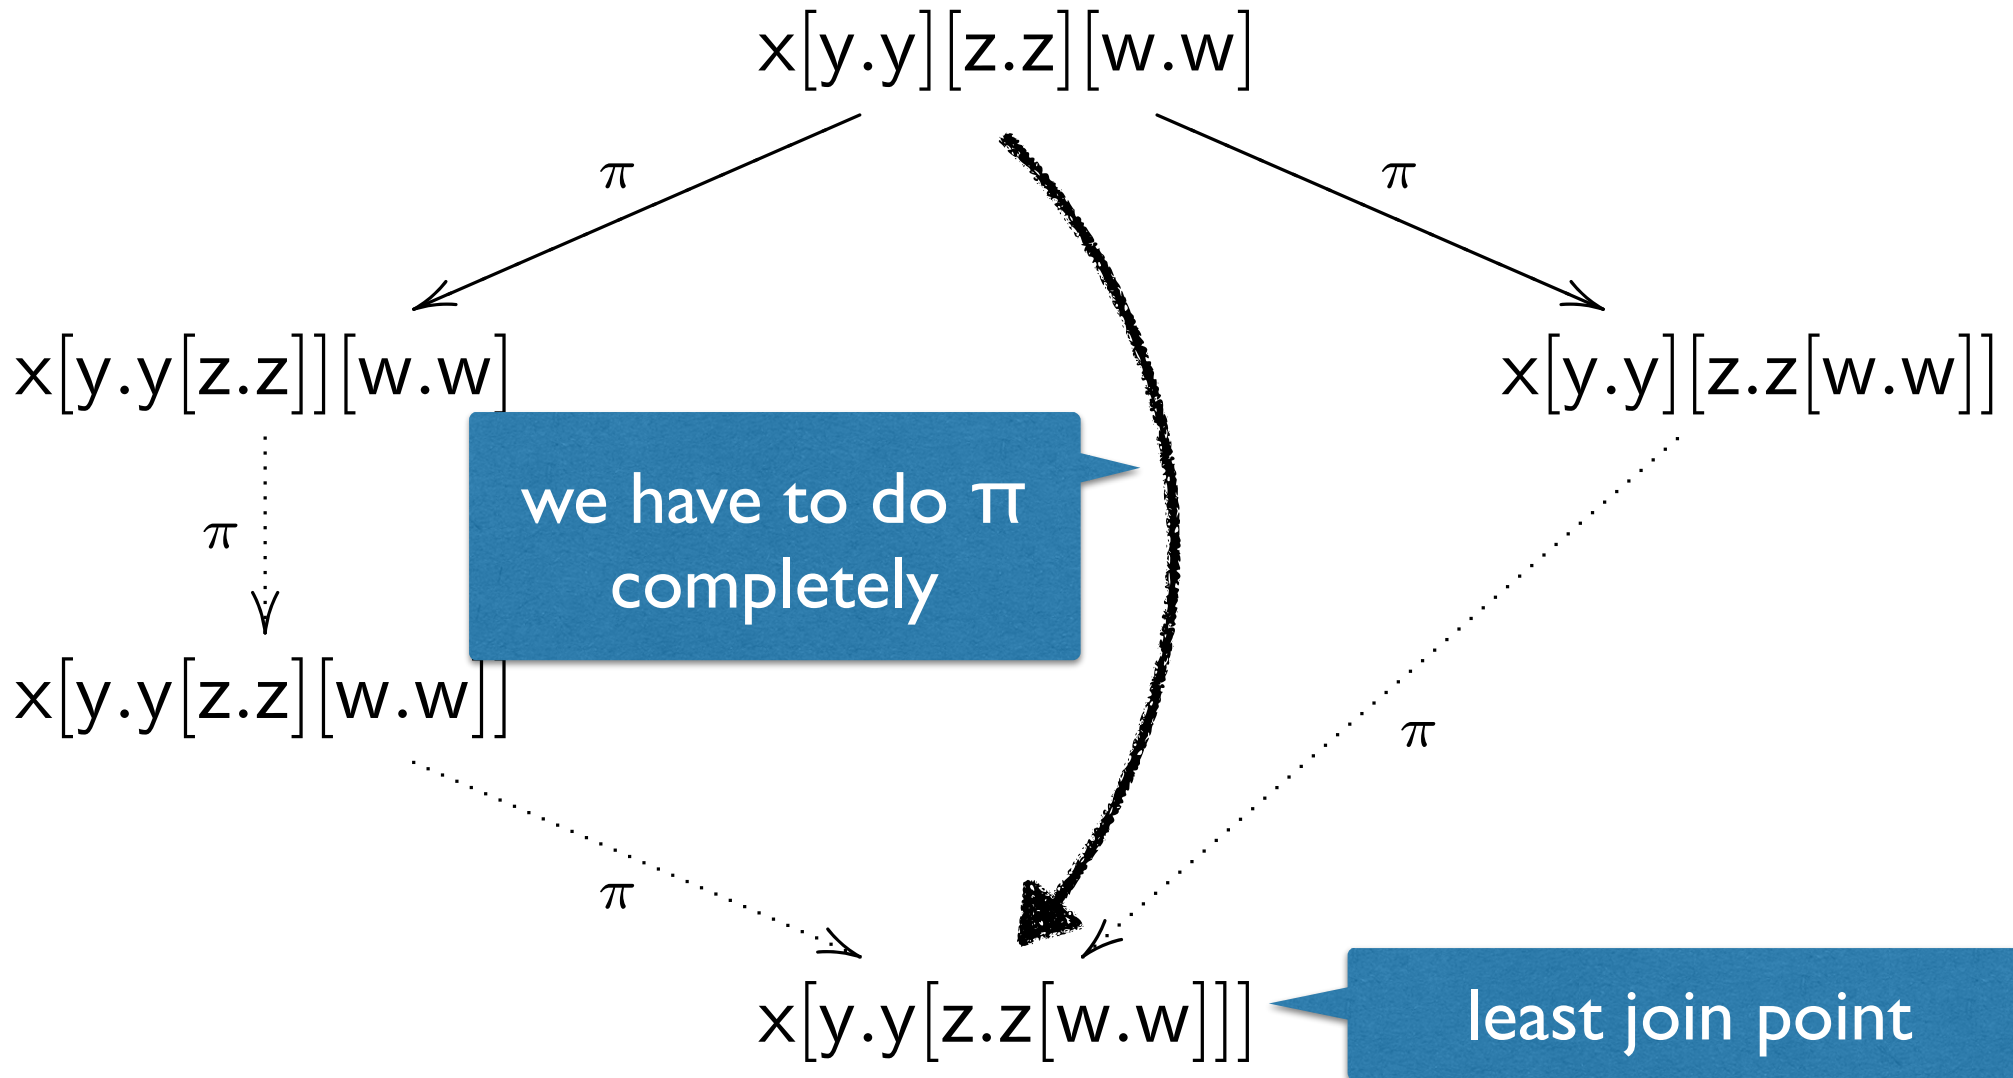 x[y.y][z.z][w.w]
π
π
x[y.y[z.z]][w.w]
x[y.y][z.z[w.w]]
we have to do π
completely
π
x[y.y[z.z][w.w]]
π
π
x[y.y[z.z[w.w]]]
least join point